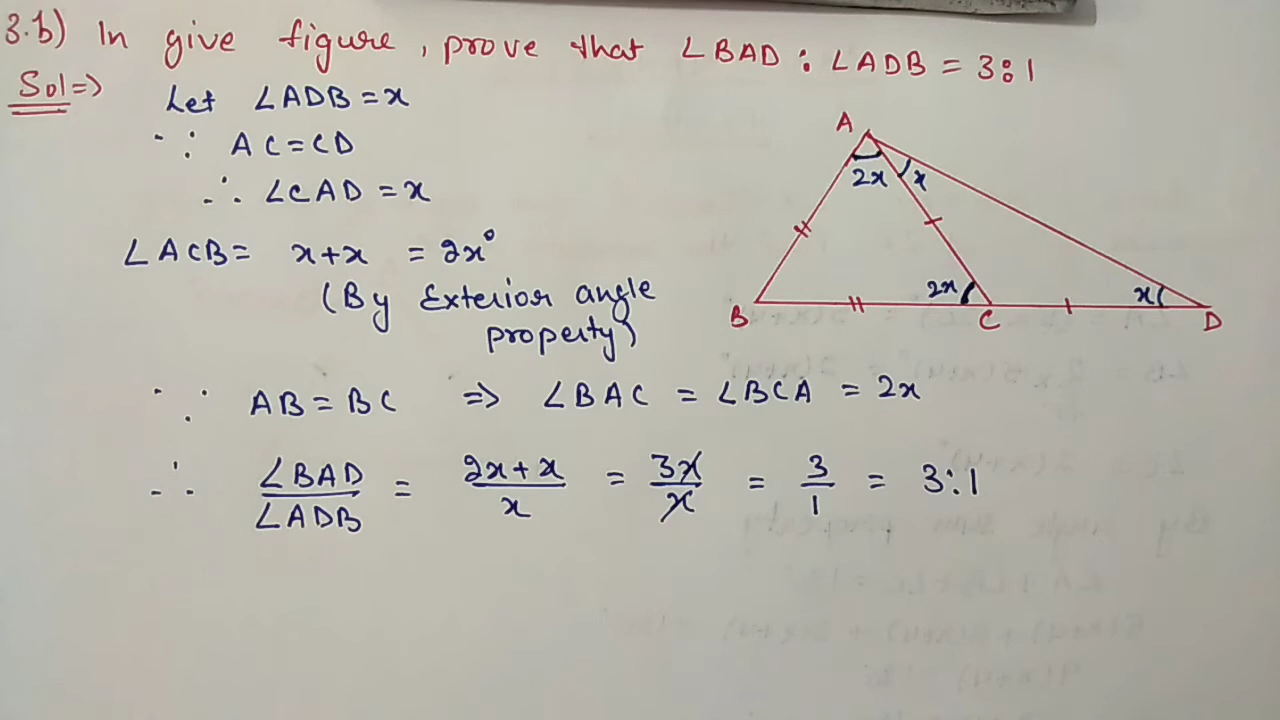 3.b) In give figure, prove that ∠BAD : ∠ADB = 3:1
Sol=>
Let ∠ADB = x
∵ AC = CD
∴ ∠CAD = x
∠ACB = x+x = 2x°
(By Exterior angle
property)
∵ AB = BC => ∠BAC = ∠BCA = 2x
∴ ∠BAD/∠ADB = 2x+x/x = 3x/x = 3/1 = 3:1
A
2x x
2x x
B C D